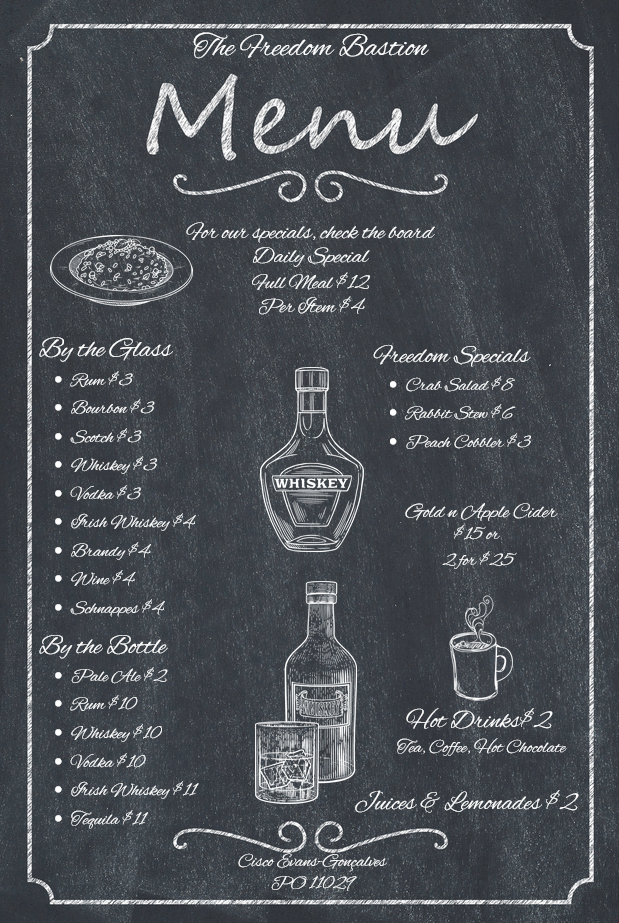 The Freedom Bastion
Menu
For our specials, check the board
Daily Special
Full Meal $12
Per Item $4
By the Glass
Rum $3
Bourbon $3
Scotch $3
Whiskey $3
Vodka $3
Irish Whiskey $4
Brandy $4
Wine $4
Schnappes $4
By the Bottle
Pale Ale $2
Rum $10
Whiskey $10
Vodka $10
Irish Whiskey $11
Tequila $11
WHISKEY
Freedom Specials
Crab Salad $8
Rabbit Stew $6
Peach Cobbler $3
Gold n Apple Cider
$15 or
2 for $25
Hot Drinks $2
Tea, Coffee, Hot Chocolate
Juices & Lemonades $2
Cisco Evans-Gonçalves
PO 11029